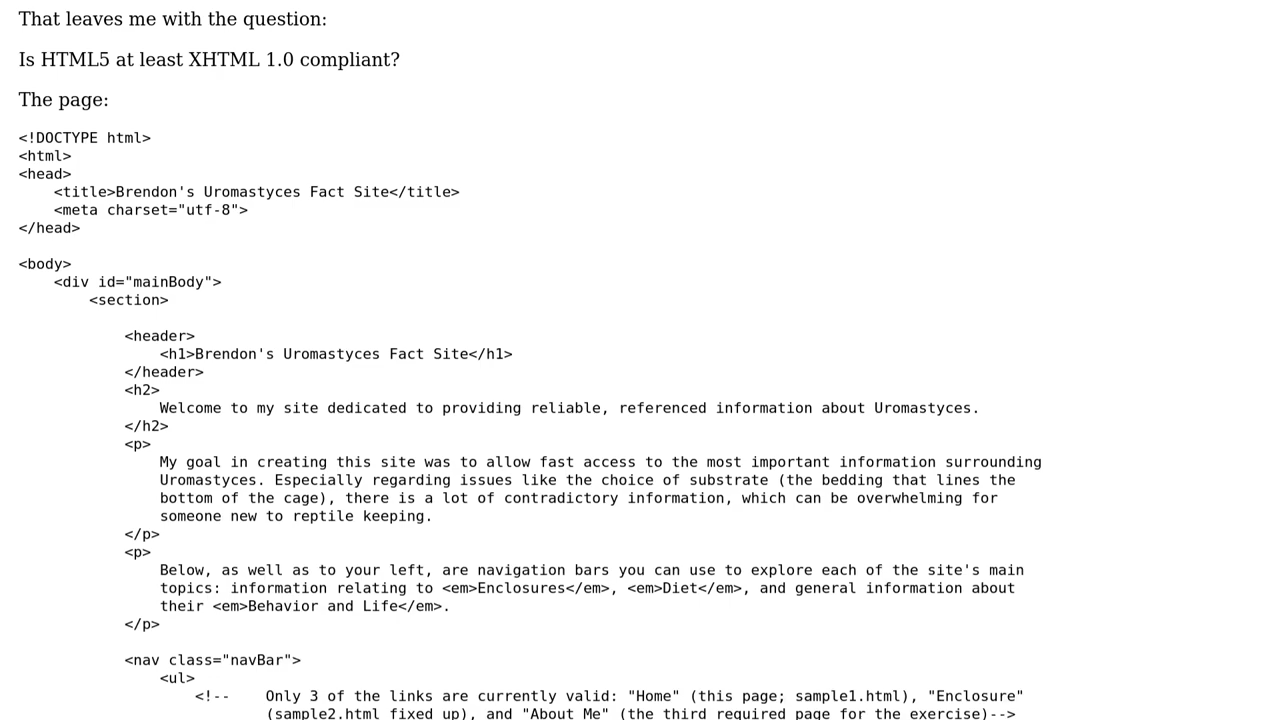 That leaves me with the question:
Is HTML5 at least XHTML 1.0 compliant?
The page:
<!DOCTYPE html>
<html>
<head>
    <title>Brendon's Uromastyces Fact Site</title>
    <meta charset="utf-8">
</head>
<body>
    <div id="mainBody">
        <section>
            <header>
                <h1>Brendon's Uromastyces Fact Site</h1>
            </header>
            <h2>
                Welcome to my site dedicated to providing reliable, referenced information about Uromastyces.
            </h2>
            <p>
                My goal in creating this site was to allow fast access to the most important information surrounding
                Uromastyces. Especially regarding issues like the choice of substrate (the bedding that lines the
                bottom of the cage), there is a lot of contradictory information, which can be overwhelming for
                someone new to reptile keeping.
            </p>
            <p>
                Below, as well as to your left, are navigation bars you can use to explore each of the site's main
                topics: information relating to <em>Enclosures</em>, <em>Diet</em>, and general information about
                their <em>Behavior and Life</em>.
            </p>
            <nav class="navBar">
                <ul>
                    <!--    Only 3 of the links are currently valid: "Home" (this page; sample1.html), "Enclosure"
                            (sample2.html fixed up), and "About Me" (the third required page for the exercise)-->